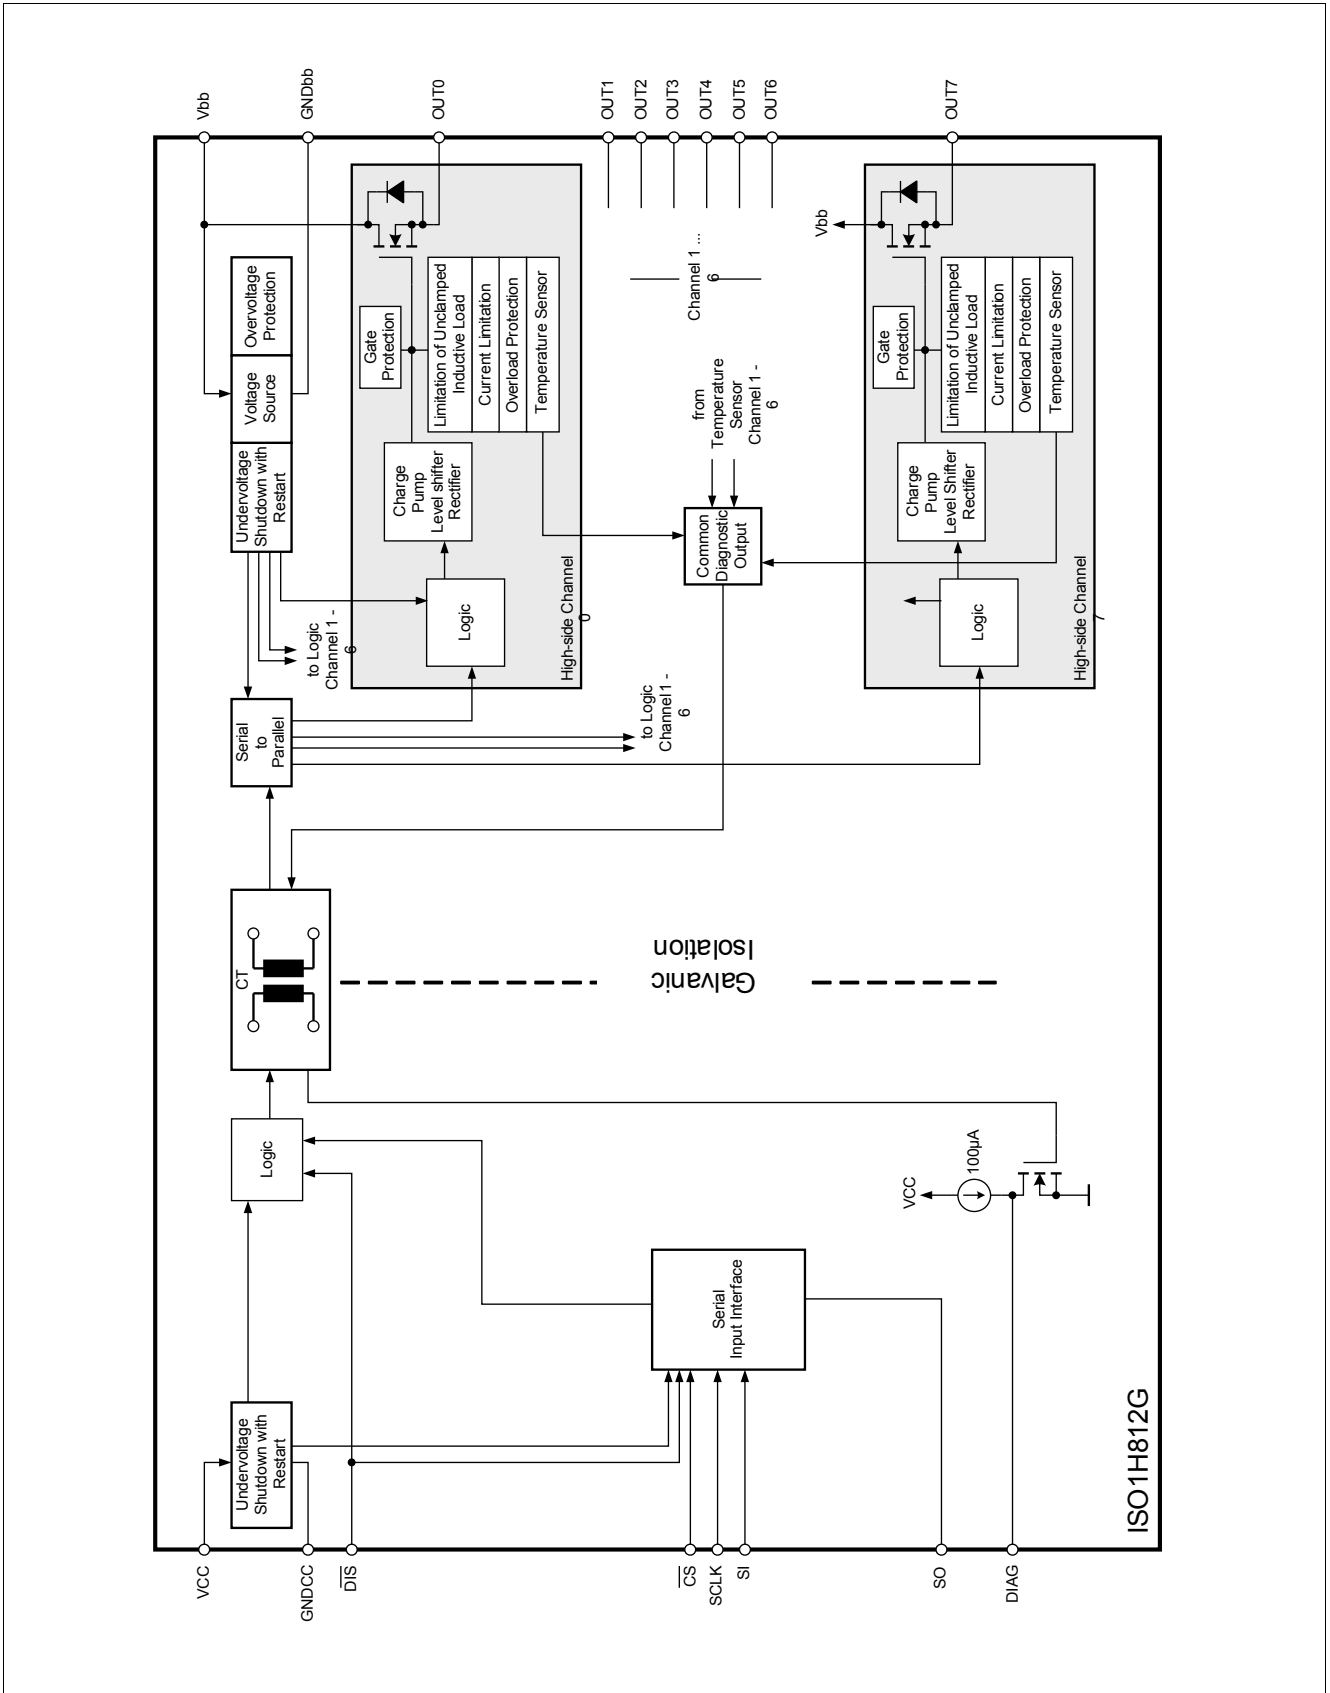 VCC
GNDCC
DIS
CS
SCLK
SI
SO
DIAG
Undervoltage
Shutdown with
Restart
Serial
Input Interface
Logic
VCC
100µA
CT
Galvanic
Isolation
Serial
to
Parallel
to Logic
Channel 1 -
6
to Logic
Channel1 -
6
Undervoltage
Shutdown with
Restart
Voltage
Source
Overvoltage
Protection
Logic
Charge
Pump
Level shifter
Rectifier
Gate
Protection
Limitation of Unclamped
Inductive Load
Current Limitation
Overload Protection
Temperature Sensor
High-side Channel
0
Common
Diagnostic
Output
from
Temperature
Sensor
Channel 1 -
6
Channel 1 ...
6
Logic
Charge
Pump
Level Shifter
Rectifier
Gate
Protection
Limitation of Unclamped
Inductive Load
Current Limitation
Overload Protection
Temperature Sensor
High-side Channel
7
Vbb
Vbb
GNDbb
OUT0
OUT1
OUT2
OUT3
OUT4
OUT5
OUT6
OUT7
ISO1H812G